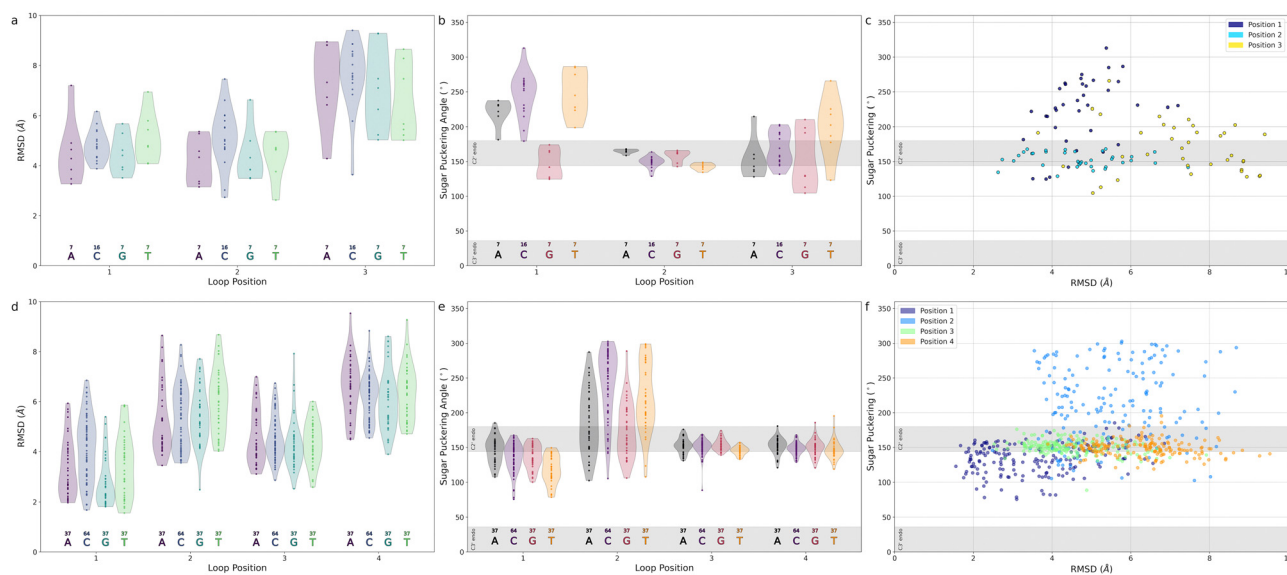 a
10
8
6
4
2
0
RMSD (Å)
7 16 7 7 7 16 7 7 7 16 7 7
A C G T A C G T A C G T
1 2 3
Loop Position
b
350
300
250
200
150
100
50
0
Sugar Puckering Angle (°)
C2' endo
C3' endo
7 16 7 7 7 16 7 7 7 16 7 7
A C G T A C G T A C G T
1 2 3
Loop Position
c
350
300
250
200
150
100
50
0
Sugar Puckering (°)
C2' endo
C3' endo
Position 1
Position 2
Position 3
0 2 4 6 8
RMSD (Å)
d
10
8
6
4
2
0
RMSD (Å)
37 64 37 37 37 64 37 37 37 64 37 37 37 64 37 37
A C G T A C G T A C G T A C G T
1 2 3 4
Loop Position
e
350
300
250
200
150
100
50
0
Sugar Puckering Angle (°)
C2' endo
C3' endo
37 64 37 37 37 64 37 37 37 64 37 37 37 64 37 37
A C G T A C G T A C G T A C G T
1 2 3 4
Loop Position
f
350
300
250
200
150
100
50
0
Sugar Puckering (°)
C2' endo
C3' endo
Position 1
Position 2
Position 3
Position 4
0 2 4 6 8
RMSD (Å)